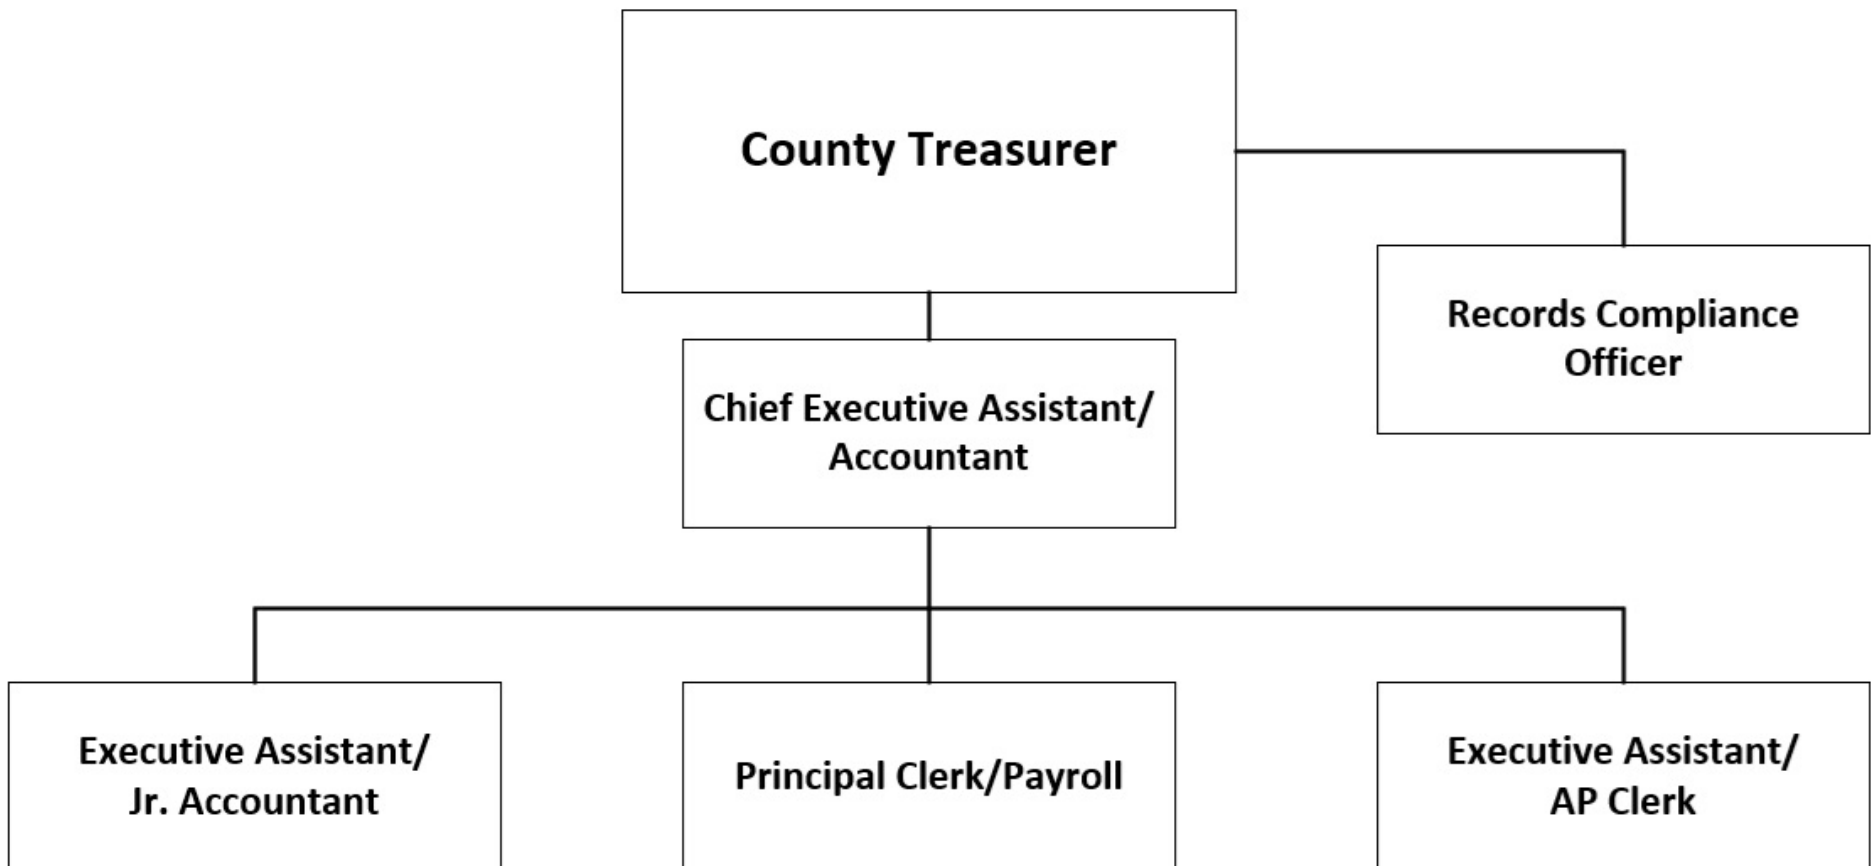 County Treasurer
Records Compliance
Officer
Chief Executive Assistant/
Accountant
Executive Assistant/
Jr. Accountant
Principal Clerk/Payroll
Executive Assistant/
AP Clerk